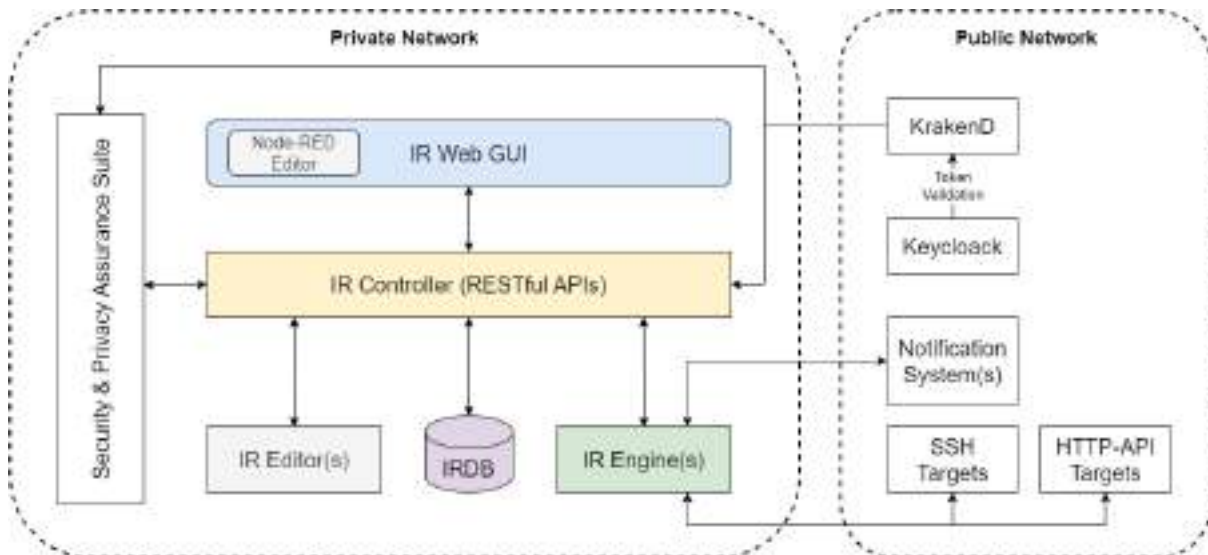 Private Network
Public Network
Security & Privacy Assurance Suite
Node-RED
Editor
IR Web GUI
KrakenD
Token
Validation
Keycloack
IR Controller (RESTful APIs)
Notification
System(s)
IR Editor(s)
IRDB
IR Engine(s)
SSH
Targets
HTTP-API
Targets